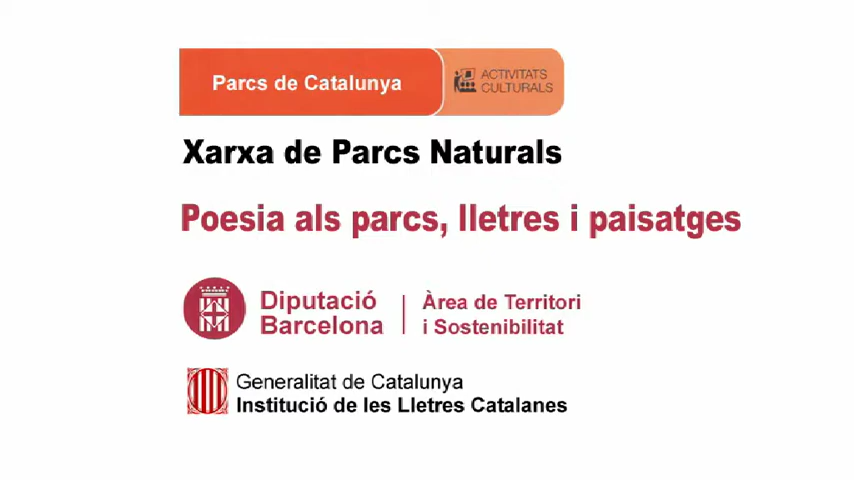 Parcs de Catalunya
ACTIVITATS
CULTURALS
Xarxa de Parcs Naturals
Poesia als parcs, lletres i paisatges
Diputació
Barcelona
Àrea de Territori
i Sostenibilitat
Generalitat de Catalunya
Institució de les Lletres Catalanes